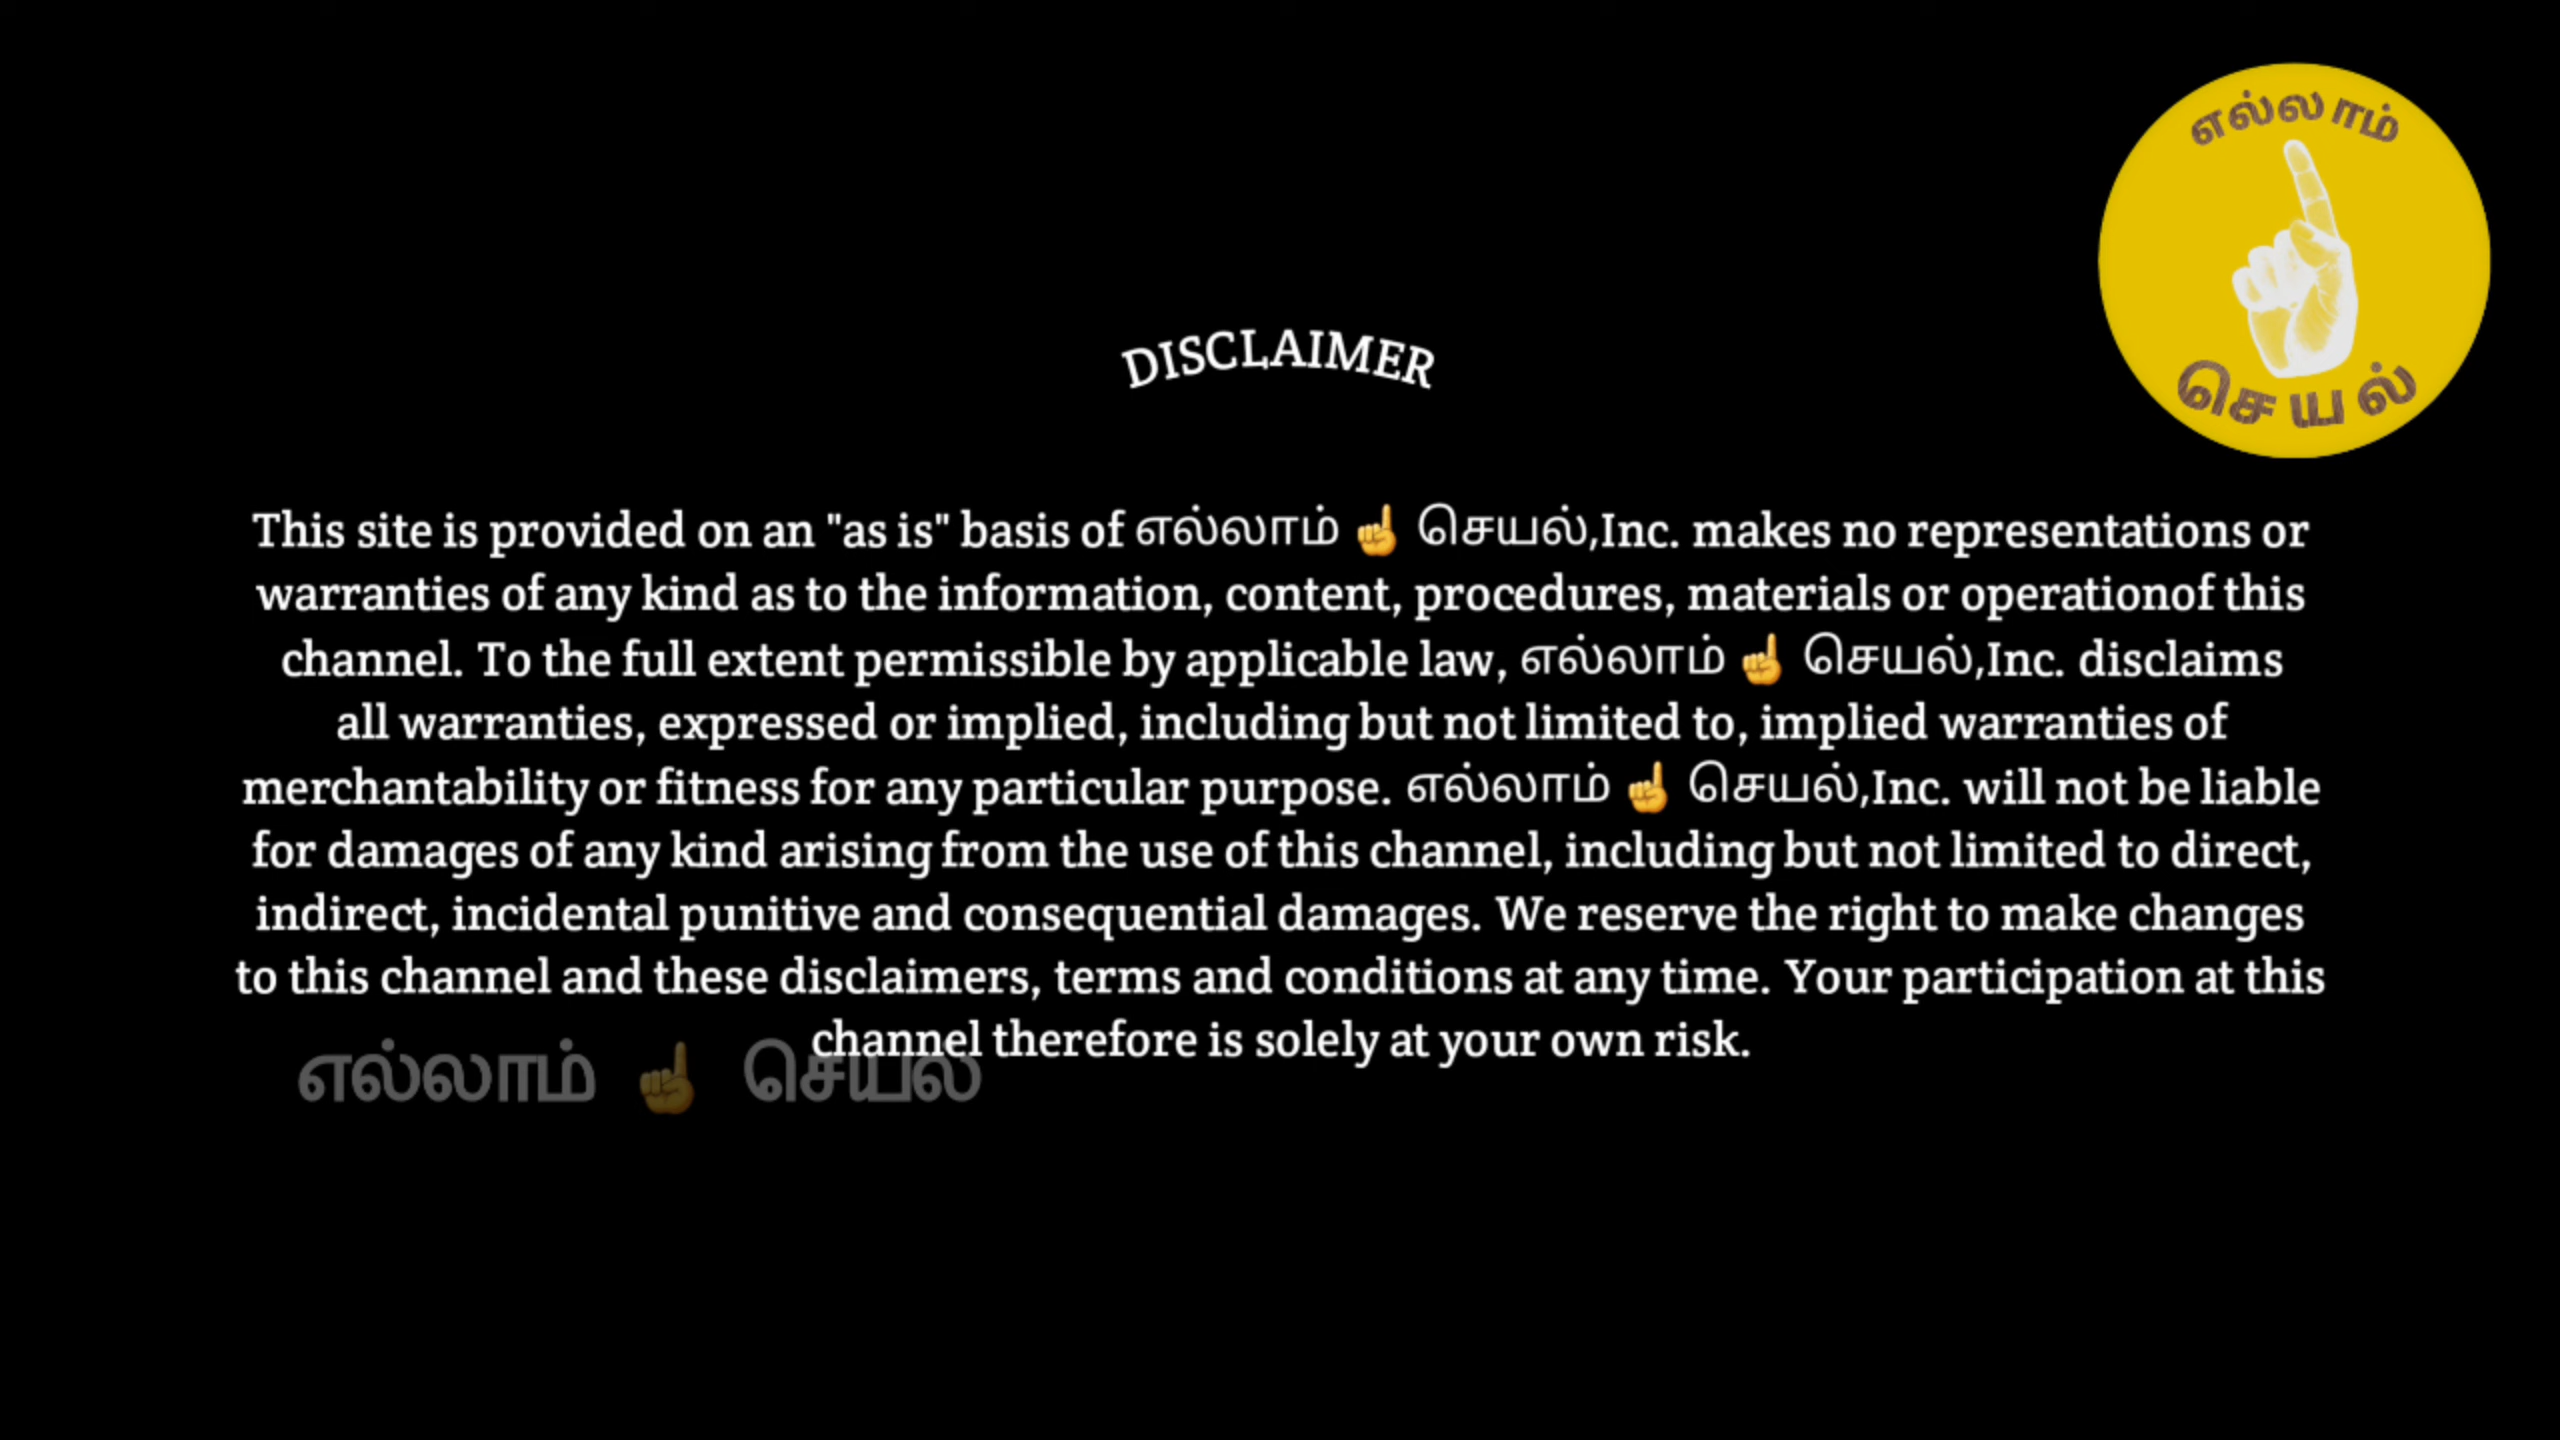 எல்லாம்
செயல்
DISCLAIMER
This site is provided on an "as is" basis of எல்லாம் ☝ செயல்,Inc. makes no representations or
warranties of any kind as to the information, content, procedures, materials or operationof this
channel. To the full extent permissible by applicable law, எல்லாம் ☝ செயல்,Inc. disclaims
all warranties, expressed or implied, including but not limited to, implied warranties of
merchantability or fitness for any particular purpose. எல்லாம் ☝ செயல்,Inc. will not be liable
for damages of any kind arising from the use of this channel, including but not limited to direct,
indirect, incidental punitive and consequential damages. We reserve the right to make changes
to this channel and these disclaimers, terms and conditions at any time. Your participation at this
channel therefore is solely at your own risk.
எல்லாம் ☝ செயல்